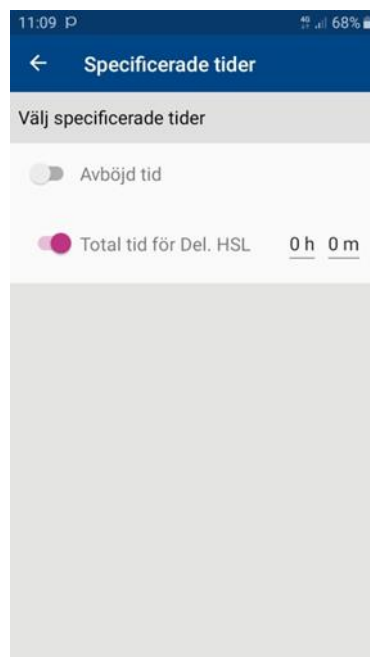 11:09
68%
Specificerade tider
Välj specificerade tider
Avböjd tid
Total tid för Del. HSL 0 h 0 m